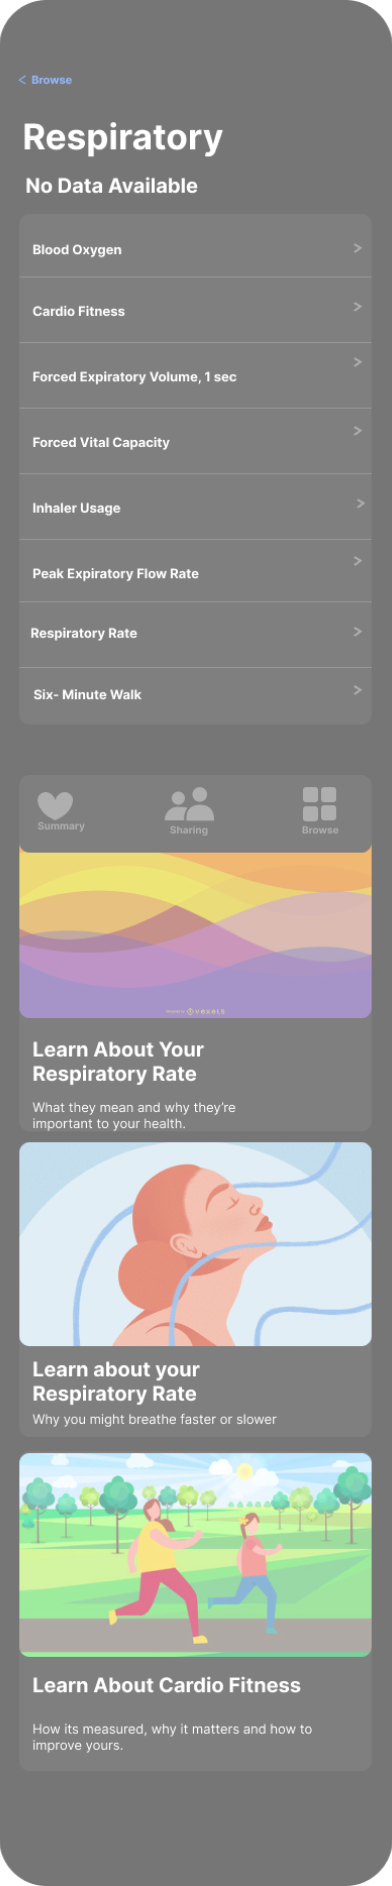 < Browse
Respiratory
No Data Available
Blood Oxygen >
Cardio Fitness >
Forced Expiratory Volume, 1 sec >
Forced Vital Capacity >
Inhaler Usage >
Peak Expiratory Flow Rate >
Respiratory Rate >
Six- Minute Walk >
Summary
Sharing
Browse
vexels
Learn About Your
Respiratory Rate
What they mean and why they're
important to your health.
Learn about your
Respiratory Rate
Why you might breathe faster or slower
Learn About Cardio Fitness
How its measured, why it matters and how to
improve yours.